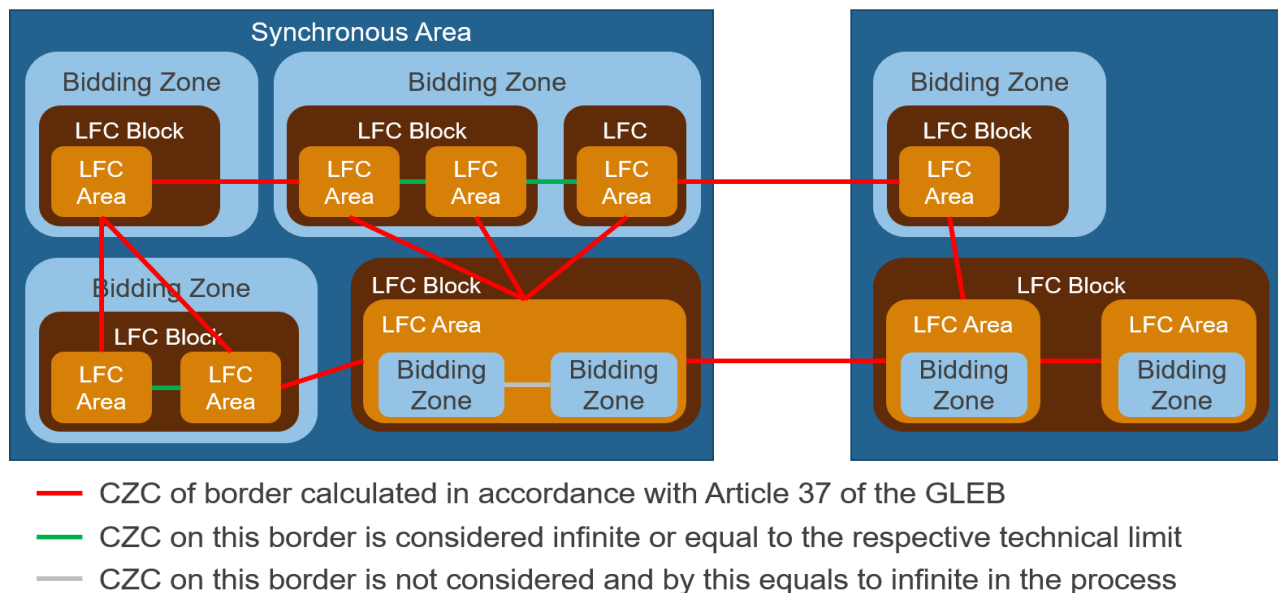 Synchronous Area
Bidding Zone
LFC Block
LFC
Area
Bidding Zone
LFC Block
LFC
Area
LFC
Area
LFC
LFC
Area
Bidding Zone
LFC Block
LFC
Area
Bidding Zone
LFC Block
LFC
Area
LFC
Area
LFC Block
LFC Area
Bidding
Zone
Bidding
Zone
LFC Block
LFC Area
Bidding
Zone
LFC Area
Bidding
Zone
CZC of border calculated in accordance with Article 37 of the GLEB
CZC on this border is considered infinite or equal to the respective technical limit
CZC on this border is not considered and by this equals to infinite in the process